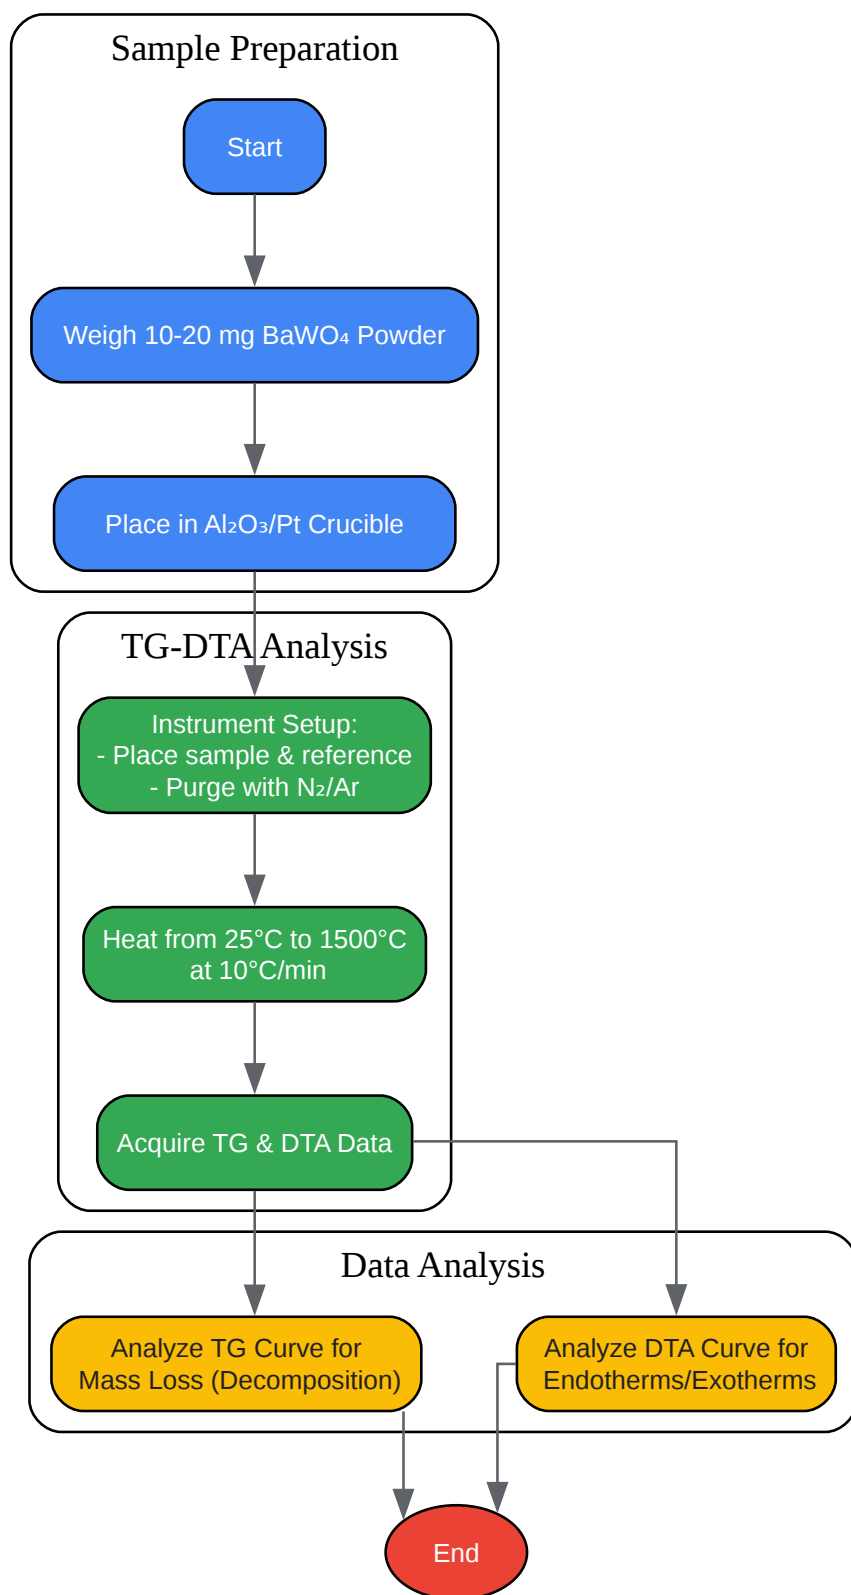 Sample Preparation
Start
Weigh 10-20 mg BaWO₄ Powder
Place in Al₂O₃/Pt Crucible
TG-DTA Analysis
Instrument Setup:
- Place sample & reference
- Purge with N₂/Ar
Heat from 25°C to 1500°C
at 10°C/min
Acquire TG & DTA Data
Data Analysis
Analyze TG Curve for
Mass Loss (Decomposition)
Analyze DTA Curve for
Endotherms/Exotherms
End